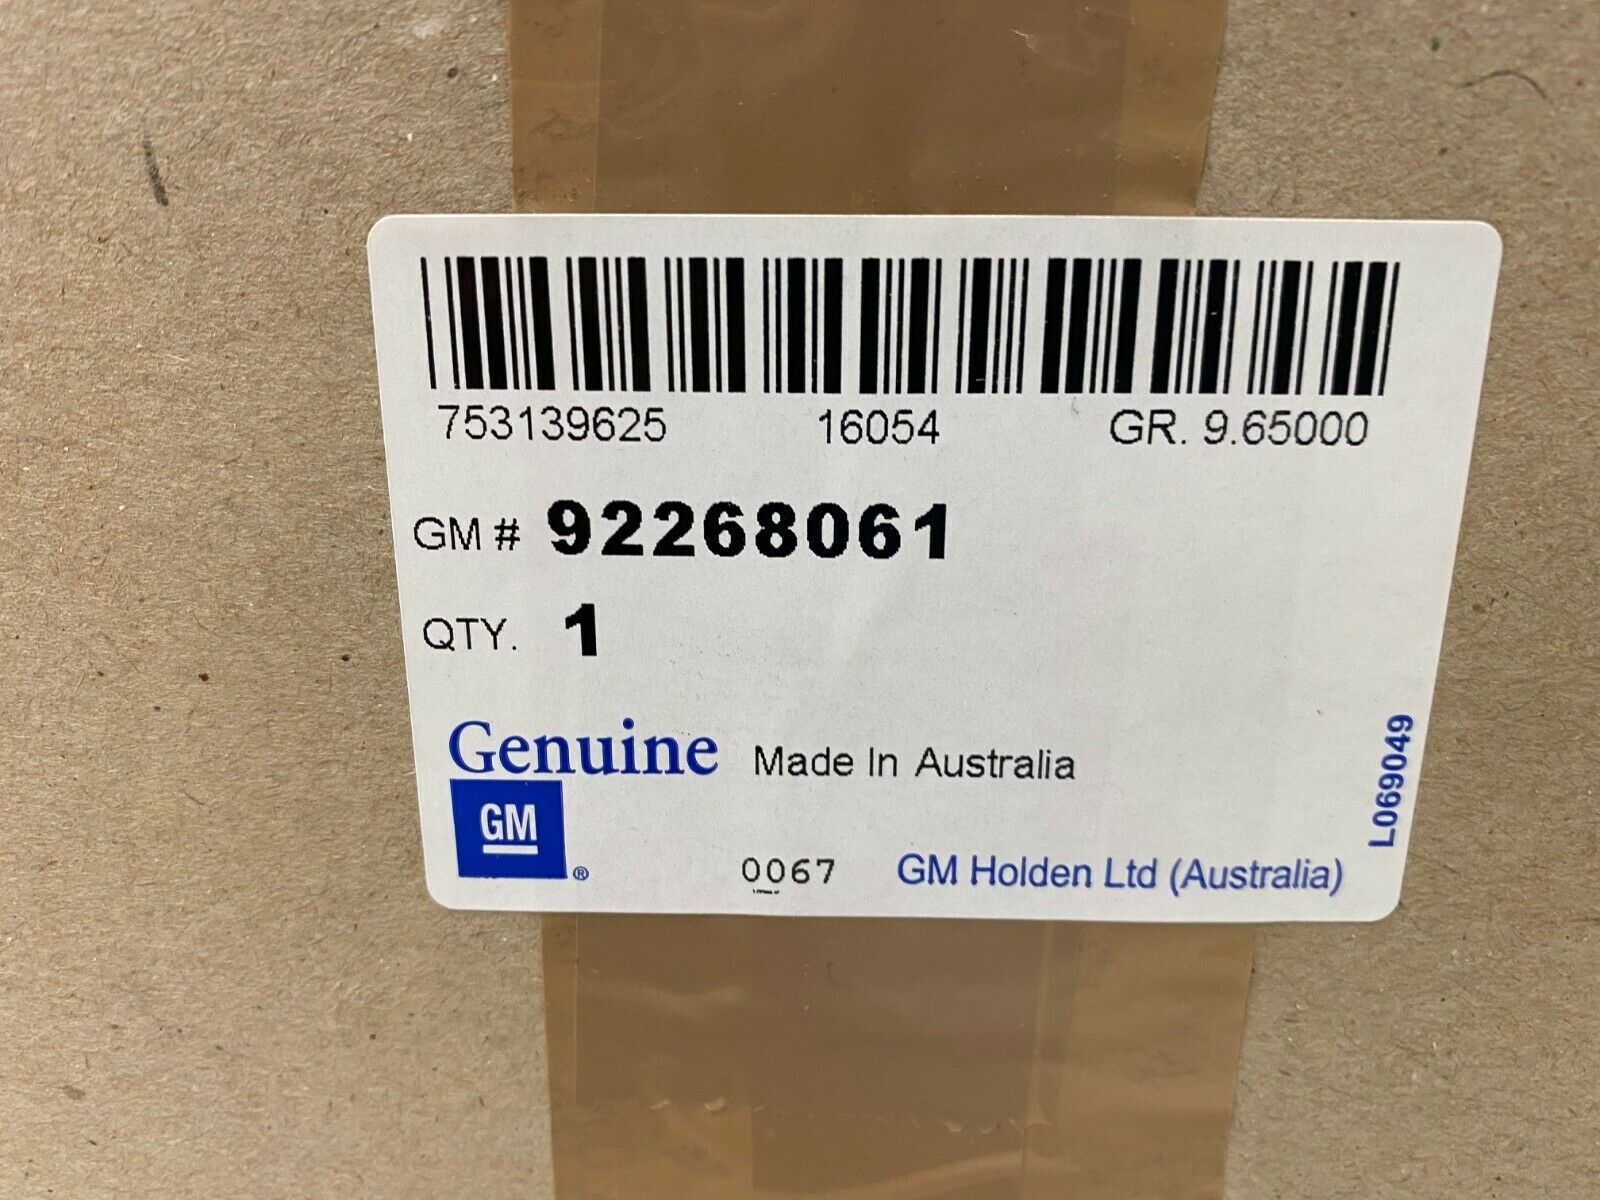 753139625 16054 GR. 9.65000
GM # 92268061
QTY. 1
Genuine Made In Australia
GM ®
0067 GM Holden Ltd (Australia)
L069049